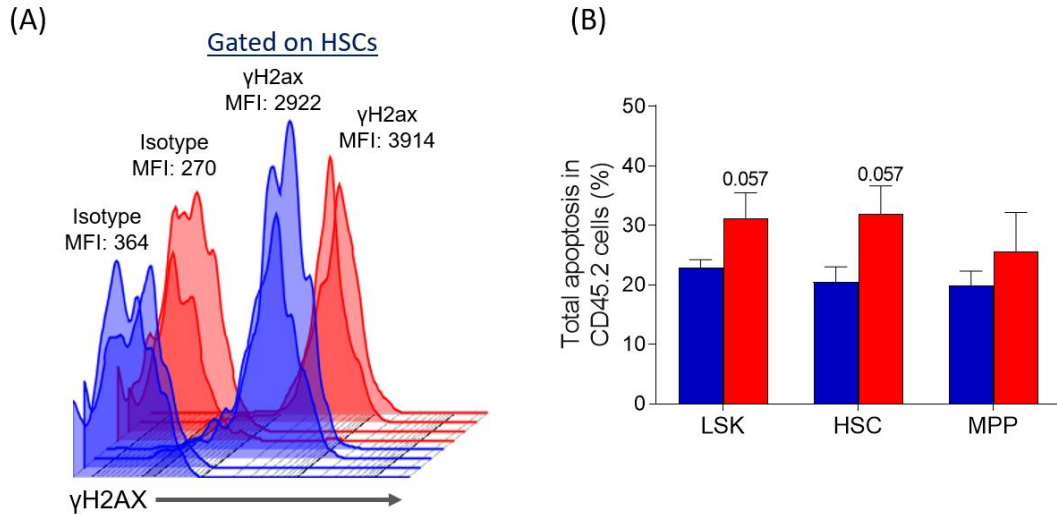 (A)
Gated on HSCs
γH2ax
MFI: 2922
γH2ax
MFI: 3914
Isotype
MFI: 270
Isotype
MFI: 364
γH2AX
(B)
Total apoptosis in
CD45.2 cells (%)
50
40
30
20
10
0
0.057
0.057
LSK
HSC
MPP